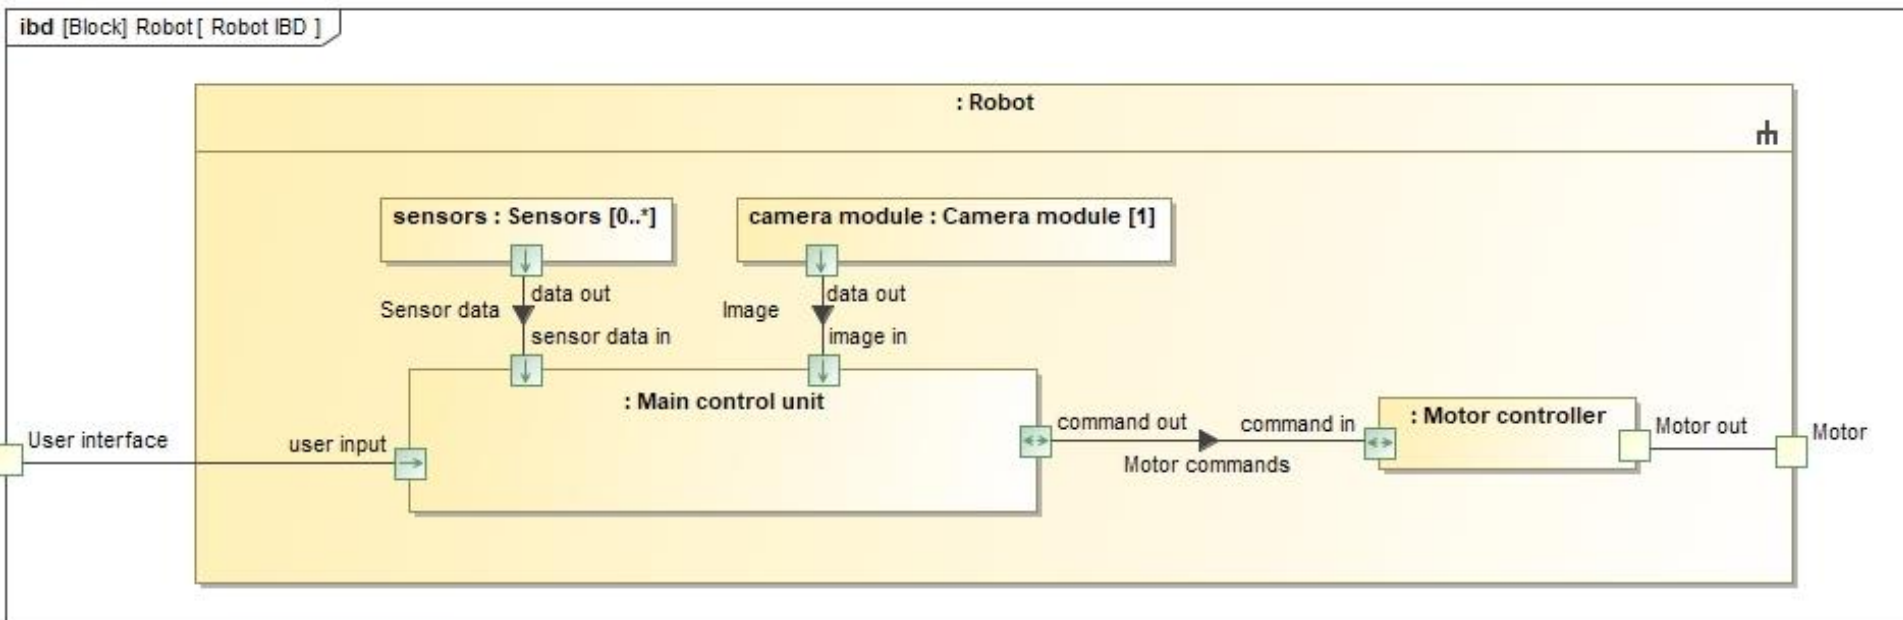 ibd [Block] Robot [ Robot IBD ]
: Robot
sensors : Sensors [0..*]
camera module : Camera module [1]
data out
data out
Sensor data
Image
sensor data in
image in
: Main control unit
User interface
user input
command out
command in
Motor commands
: Motor controller
Motor out
Motor